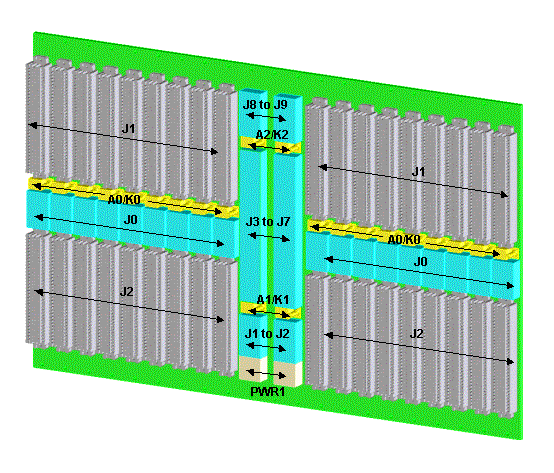 J8 to J9
J1
A2/K2
J1
A0/K0
J0
J3 to J7
A0/K0
J0
J2
A1/K1
J1 to J2
J2
PWR1